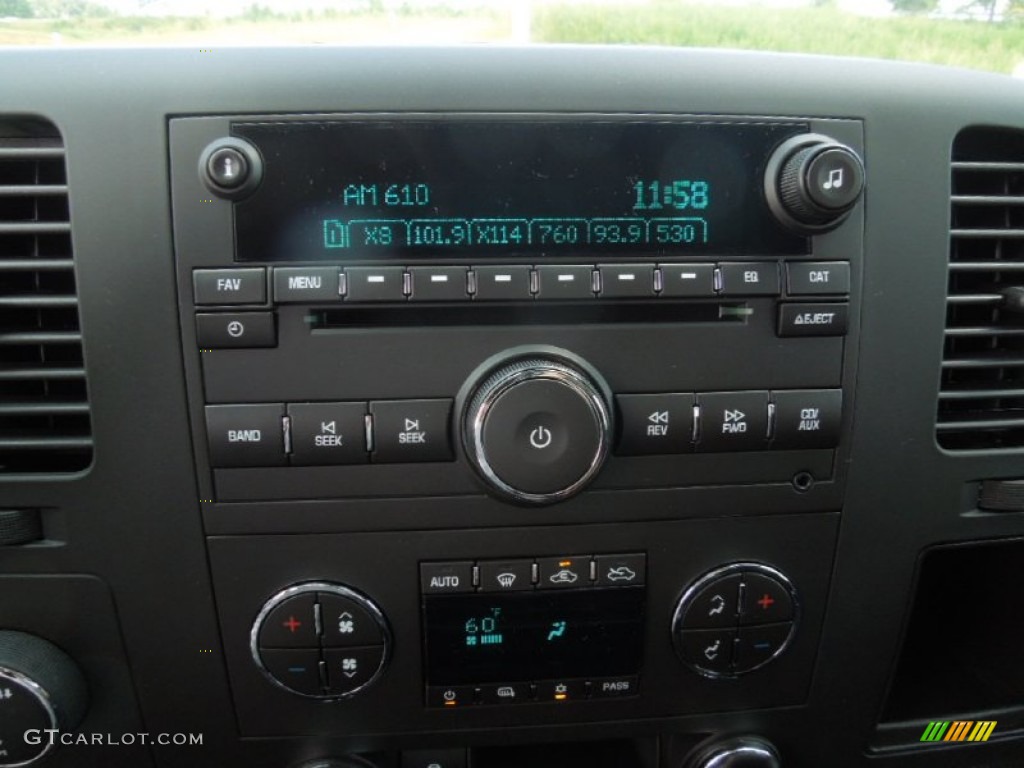 i
AM 610 11:58
1 X8 101.9 X114 760 93.9 530
FAV MENU EQ CAT
EJECT
BAND SEEK SEEK REV FWD CD/AUX
AUTO
60°F
PASS
GTCARLOT.COM